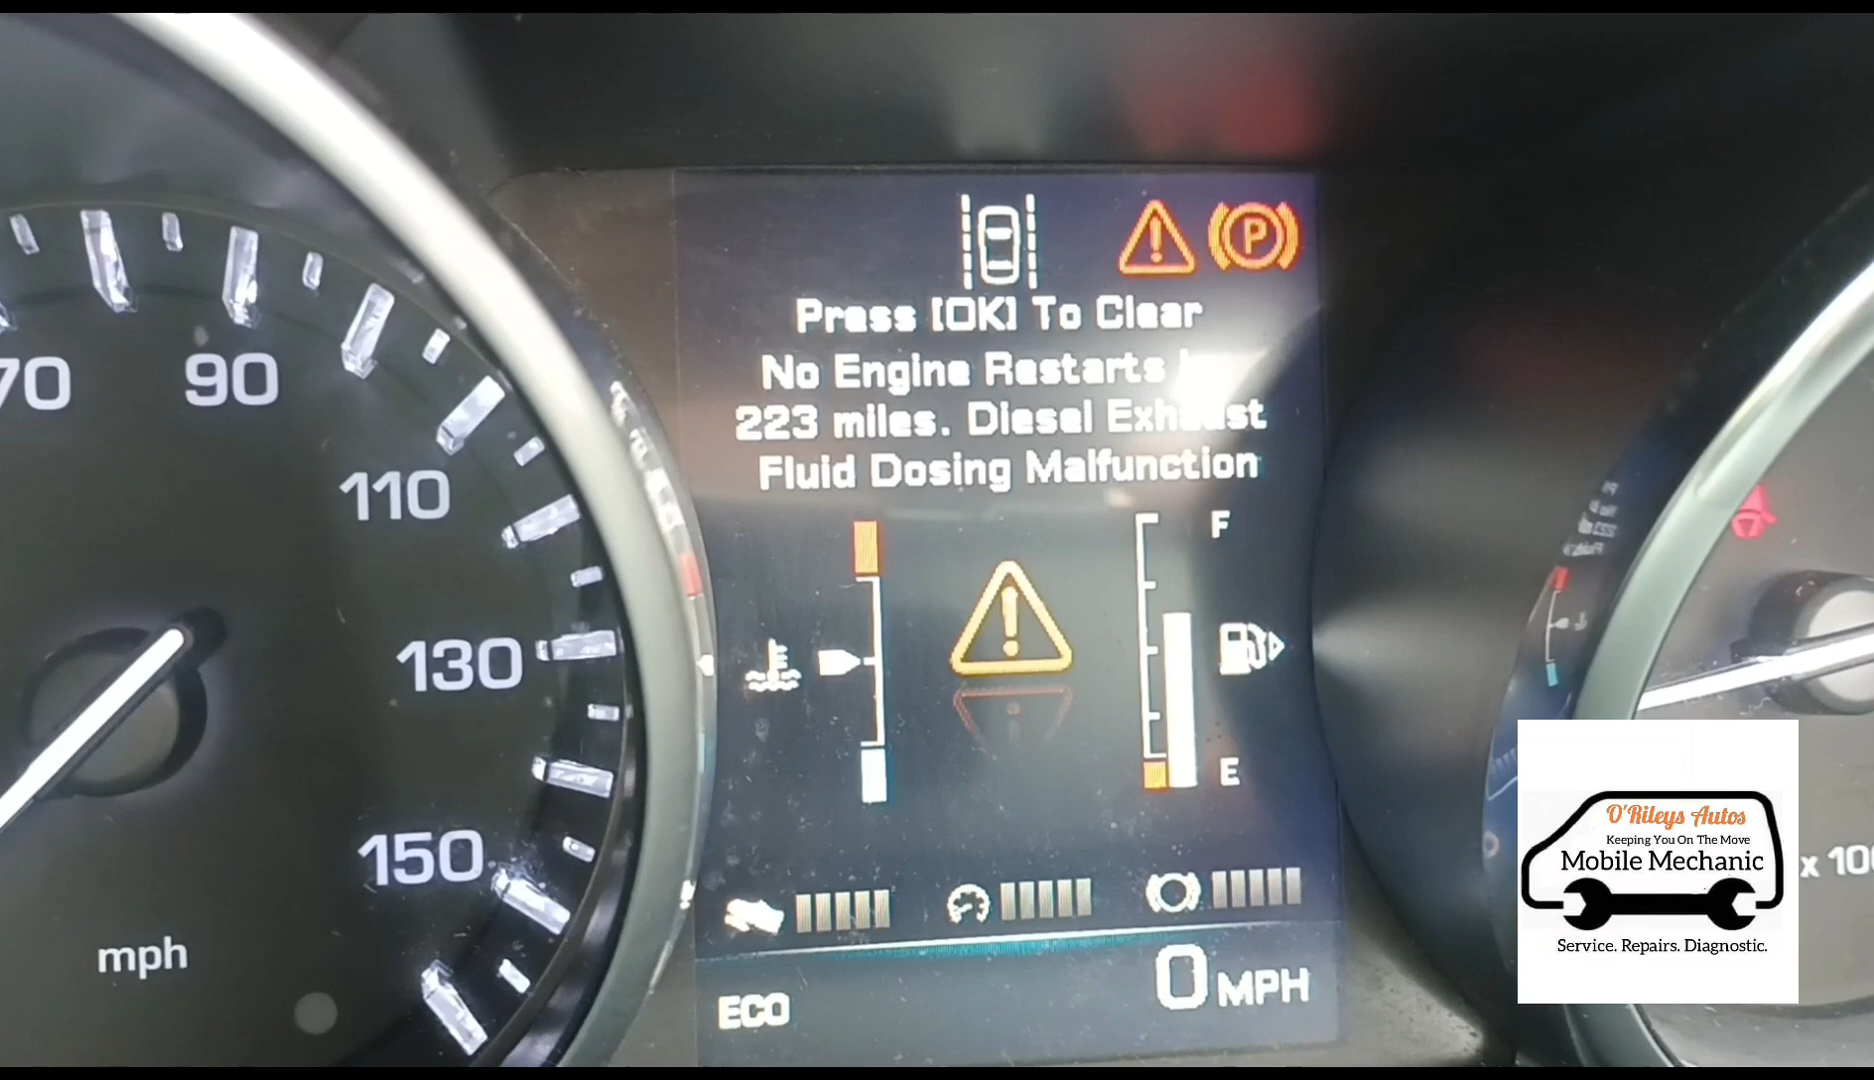 Press [OK] To Clear
No Engine Restarts
223 miles. Diesel Exhaust
Fluid Dosing Malfunction
70
90
110
130
150
mph
F
E
P
ECO
0 MPH
O'Rileys Autos
Keeping You On The Move
Mobile Mechanic
Service. Repairs. Diagnostic.